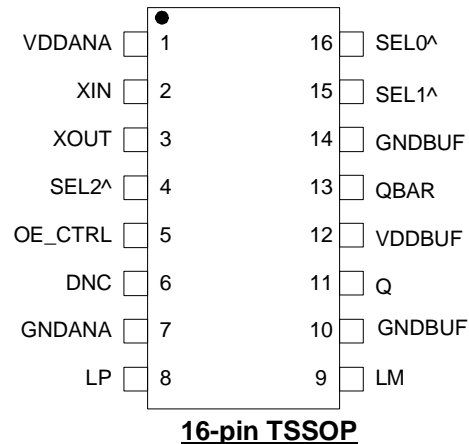 VDDANA 1 16 SEL0^
XIN 2 15 SEL1^
XOUT 3 14 GNDBUF
SEL2^ 4 13 QBAR
OE_CTRL 5 12 VDDBUF
DNC 6 11 Q
GNDANA 7 10 GNDBUF
LP 8 9 LM
16-pin TSSOP